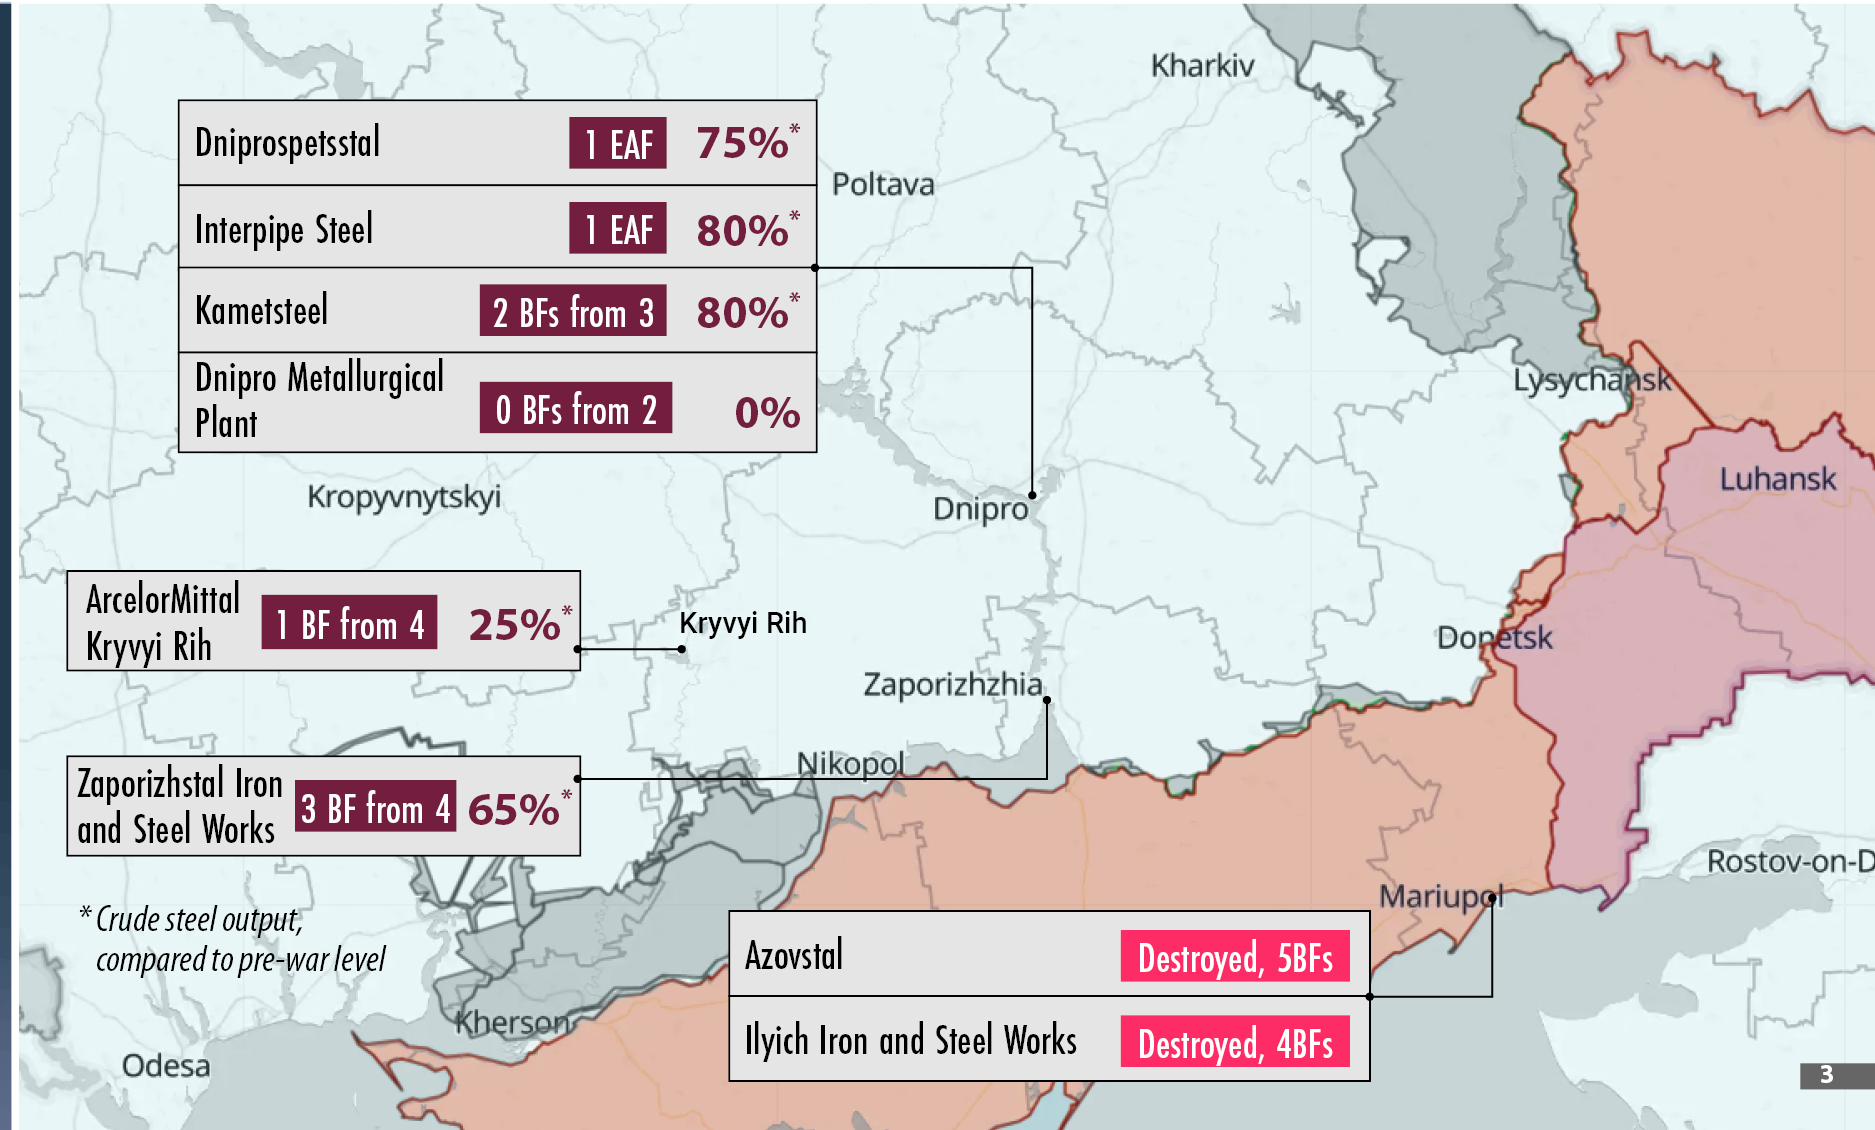 Kharkiv
Dniprospetsstal 1 EAF 75%*
Poltava
Interpipe Steel 1 EAF 80%*
Kametsteel 2 BFs from 3 80%*
Dnipro Metallurgical
Plant 0 BFs from 2 0%
Lysychansk
Luhansk
Kropyvnytskyi
Dnipro
ArcelorMittal
Kryvyi Rih 1 BF from 4 25%*
Kryvyi Rih
Donetsk
Zaporizhzhia
Nikopol
Zaporizhstal Iron
and Steel Works 3 BF from 4 65%*
Rostov-on-D
Mariupol
* Crude steel output,
compared to pre-war level
Azovstal Destroyed, 5BFs
Ilyich Iron and Steel Works Destroyed, 4BFs
Kherson
Odesa
3